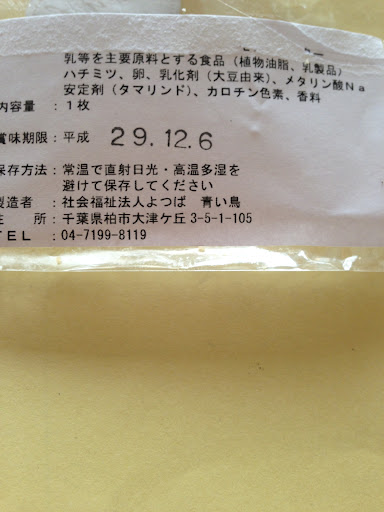 乳等を主要原料とする食品（植物油脂、乳製品）
ハチミツ、卵、乳化剤（大豆由来）、メタリン酸Na
安定剤（タマリンド）、カロチン色素、香料
内容量 ：１枚
賞味期限：平成 29.12.6
保存方法：常温で直射日光・高温多湿を
避けて保存してください
製造者 ：社会福祉法人よつば 青い鳥
住 所：千葉県柏市大津ケ丘3-5-1-105
TEL ：04-7199-8119